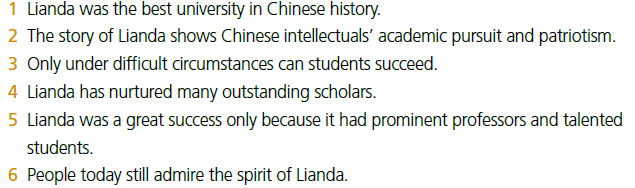 1 Lianda was the best university in Chinese history.
2 The story of Lianda shows Chinese intellectuals' academic pursuit and patriotism.
3 Only under difficult circumstances can students succeed.
4 Lianda has nurtured many outstanding scholars.
5 Lianda was a great success only because it had prominent professors and talented
students.
6 People today still admire the spirit of Lianda.